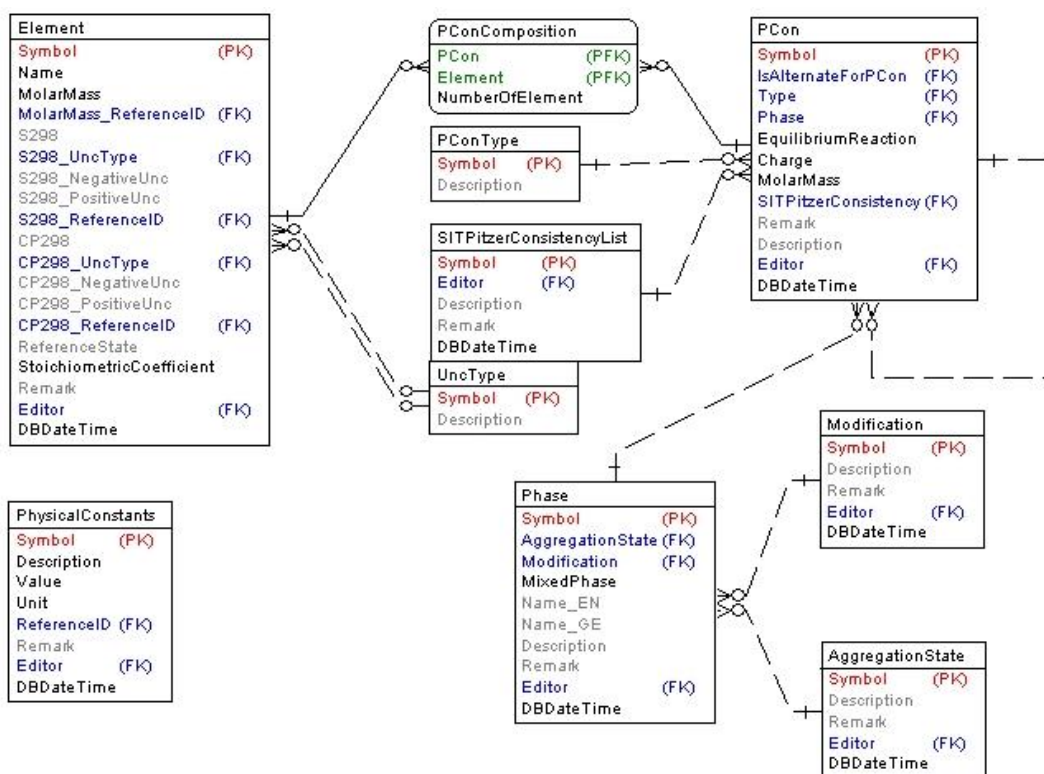 Element
Symbol (PK)
Name
MolarMass
MolarMass_ReferenceID (FK)
S298
S298_UncType (FK)
S298_NegativeUnc
S298_PositiveUnc
S298_ReferenceID (FK)
CP298
CP298_UncType (FK)
CP298_NegativeUnc
CP298_PositiveUnc
CP298_ReferenceID (FK)
ReferenceState
StoichiometricCoefficient
Remark
Editor (FK)
DBDateTime
PConComposition
PCon (PFK)
Element (PFK)
NumberOfElement
PConType
Symbol (PK)
Description
SITPitzerConsistencyList
Symbol (PK)
Editor (FK)
Description
Remark
DBDateTime
UncType
Symbol (PK)
Description
PCon
Symbol (PK)
IsAlternateForPCon (FK)
Type (FK)
Phase (FK)
EquilibriumReaction
Charge
MolarMass
SITPitzerConsistency (FK)
Remark
Description
Editor (FK)
DBDateTime
PhysicalConstants
Symbol (PK)
Description
Value
Unit
ReferenceID (FK)
Remark
Editor (FK)
DBDateTime
Phase
Symbol (PK)
AggregationState (FK)
Modification (FK)
MixedPhase
Name_EN
Name_GE
Description
Remark
Editor (FK)
DBDateTime
Modification
Symbol (PK)
Description
Remark
Editor (FK)
DBDateTime
AggregationState
Symbol (PK)
Description
Remark
Editor (FK)
DBDateTime